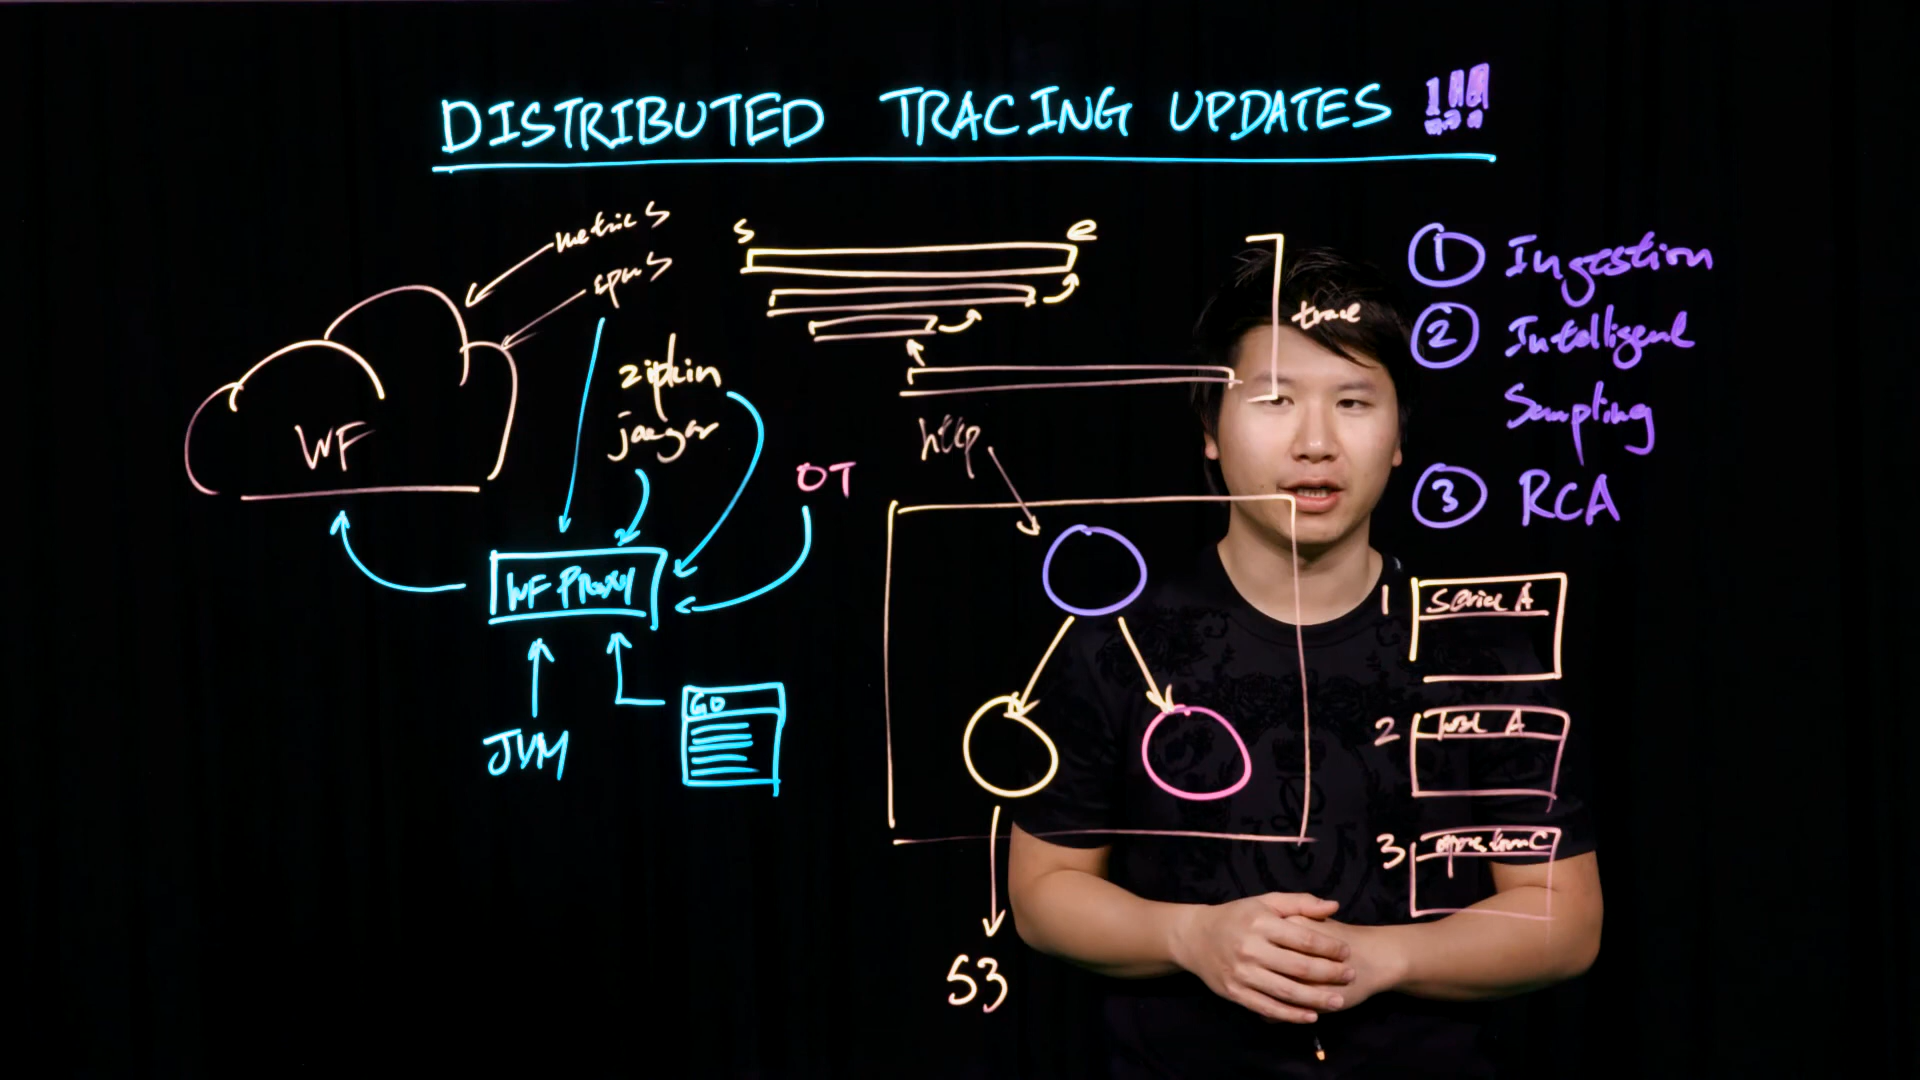 DISTRIBUTED TRACING UPDATES !!!
metrics
spans
WF
zipkin
jaeger
OT
WF PROXY
JVM
GO
S
e
trace
http
S3
1 Ingestion
2 Intelligent
Sampling
3 RCA
1 Service A
2
3